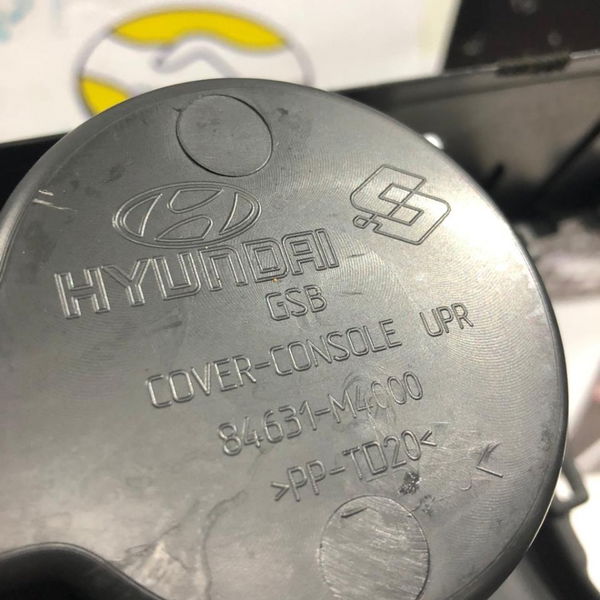 HYUNDAI
GSB
COVER-CONSOLE UPR
84631-M4000
>PP-TD20<